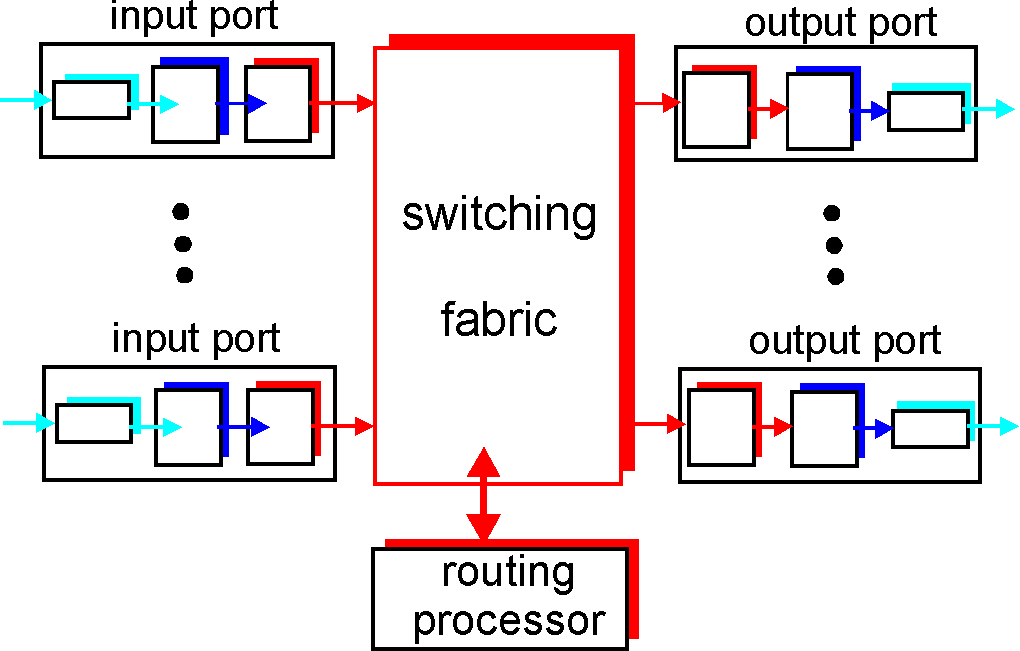 input port
output port
switching
fabric
input port
output port
routing
processor